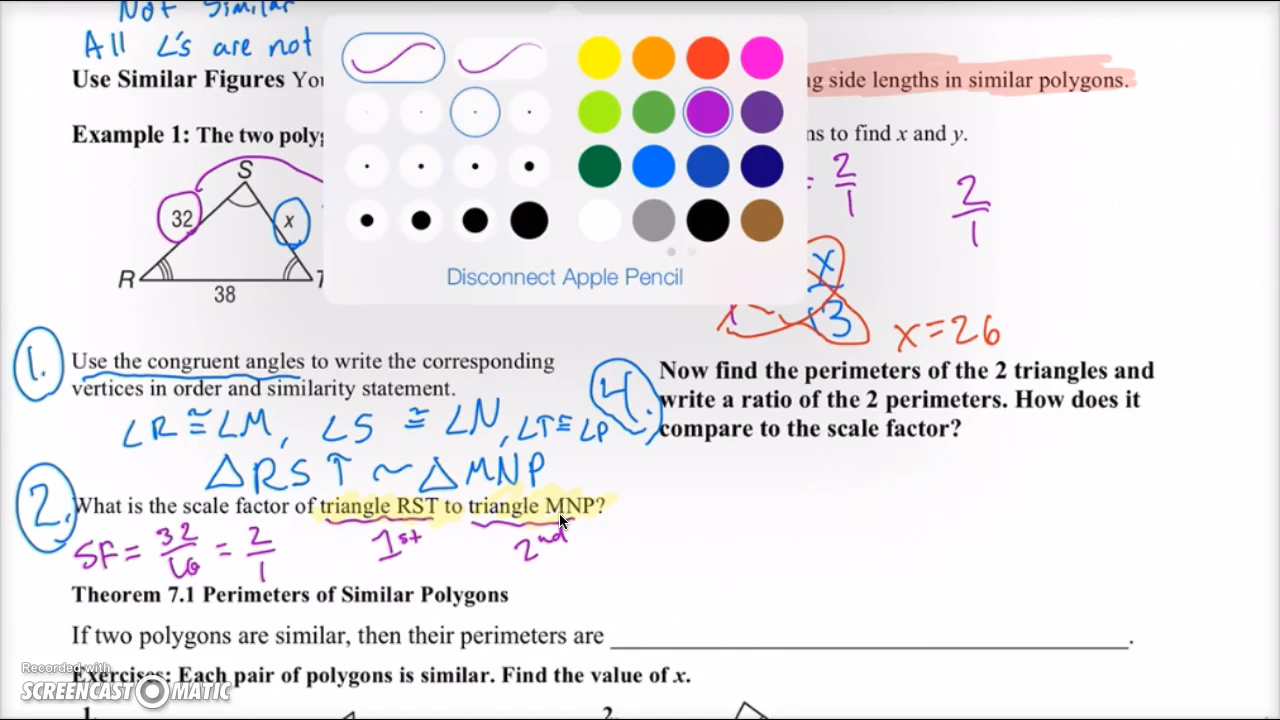 Not Similar
All ∠'s are not
Use Similar Figures You
ng side lengths in similar polygons.
Example 1: The two polyg
ns to find x and y.
S
32
x
R
38
Disconnect Apple Pencil
= 2/1
2/1
x
13
x=26
1.
Use the congruent angles to write the corresponding
vertices in order and similarity statement.
∠R ≅ ∠M, ∠S ≅ ∠N, ∠T ≅ ∠P
△RST ~ △MNP
2.
What is the scale factor of triangle RST to triangle MNP?
SF = 32/16 = 2/1
1st
2nd
4.
Now find the perimeters of the 2 triangles and
write a ratio of the 2 perimeters. How does it
compare to the scale factor?
Theorem 7.1 Perimeters of Similar Polygons
If two polygons are similar, then their perimeters are ____________.
Recorded with
SCREENCAST O MATIC
Exercises: Each pair of polygons is similar. Find the value of x.
1.
2.